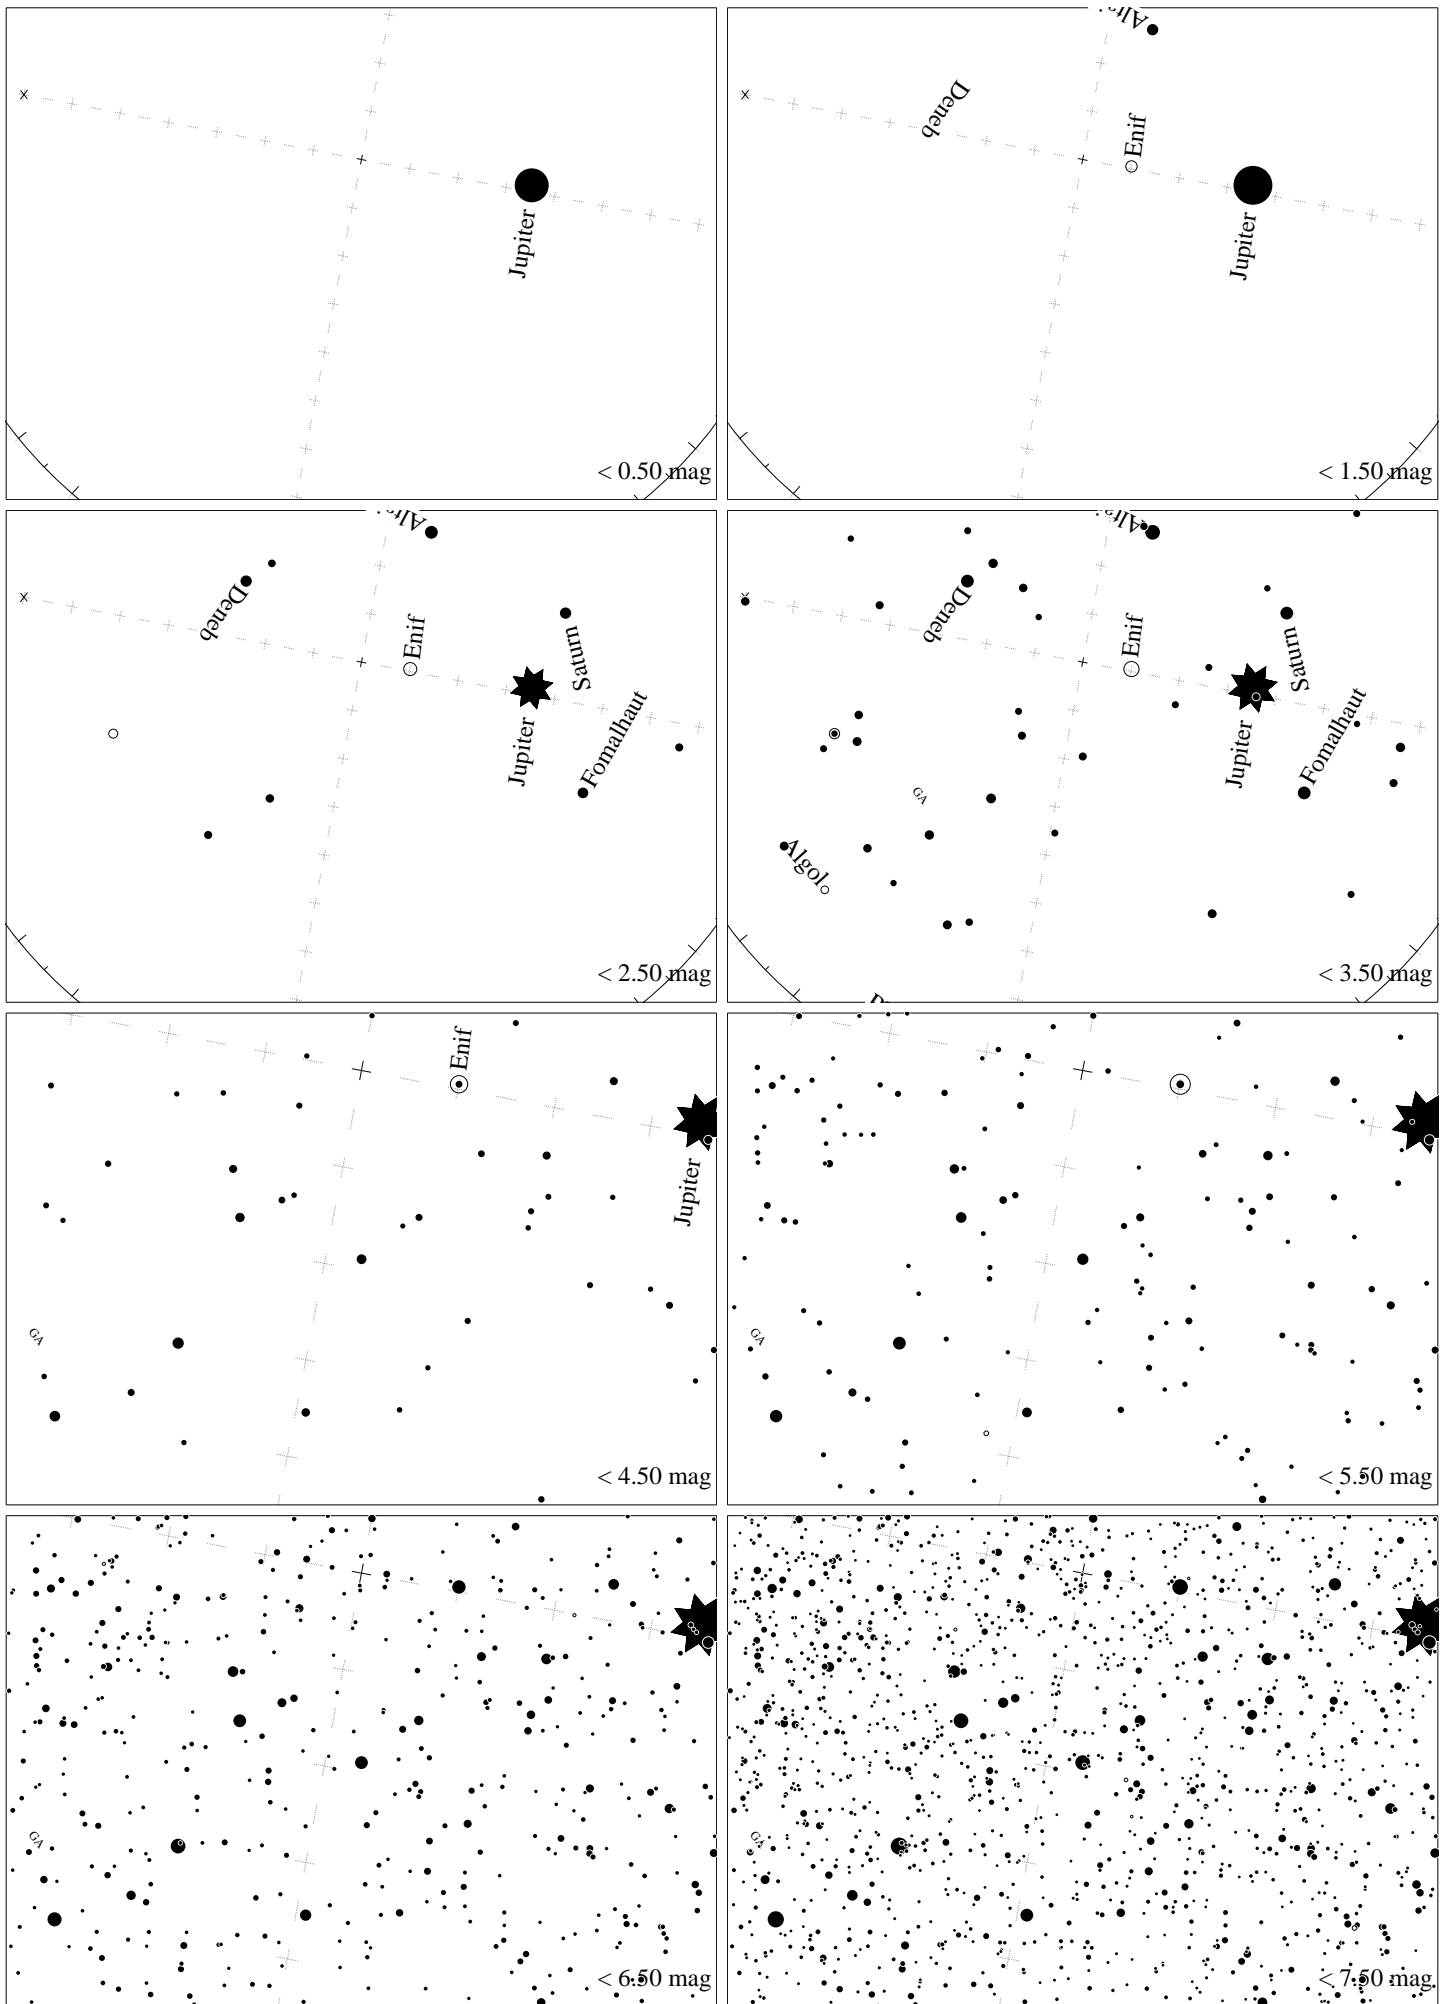 Jupiter
< 0.50 mag
Deneb
Enif
Jupiter
< 1.50 mag
Deneb
Enif
Saturn
Jupiter
Fomalhaut
< 2.50 mag
Deneb
Enif
Saturn
Jupiter
Fomalhaut
GA
Algol
< 3.50 mag
Enif
Jupiter
GA
< 4.50 mag
GA
< 5.50 mag
GA
< 6.50 mag
GA
< 7.50 mag